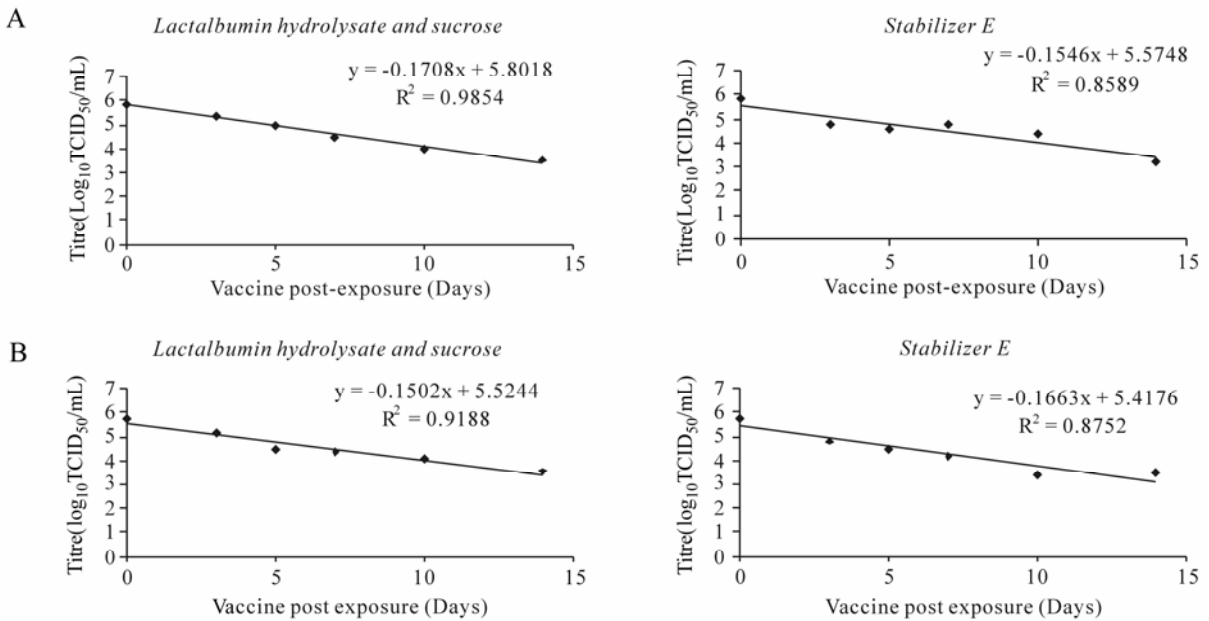 A
Lactalbumin hydrolysate and sucrose
y = -0.1708x + 5.8018
R² = 0.9854
Titre(Log₁₀TCID₅₀/mL)
7
6
5
4
3
2
1
0
0 5 10 15
Vaccine post-exposure (Days)
Stabilizer E
y = -0.1546x + 5.5748
R² = 0.8589
Titre(Log₁₀TCID₅₀/mL)
7
6
5
4
3
2
1
0
0 5 10 15
Vaccine post-exposure (Days)
B
Lactalbumin hydrolysate and sucrose
y = -0.1502x + 5.5244
R² = 0.9188
Titre(log₁₀TCID₅₀/mL)
7
6
5
4
3
2
1
0
0 5 10 15
Vaccine post exposure (Days)
Stabilizer E
y = -0.1663x + 5.4176
R² = 0.8752
Titre(log₁₀TCID₅₀/mL)
7
6
5
4
3
2
1
0
0 5 10 15
Vaccine post exposure (Days)